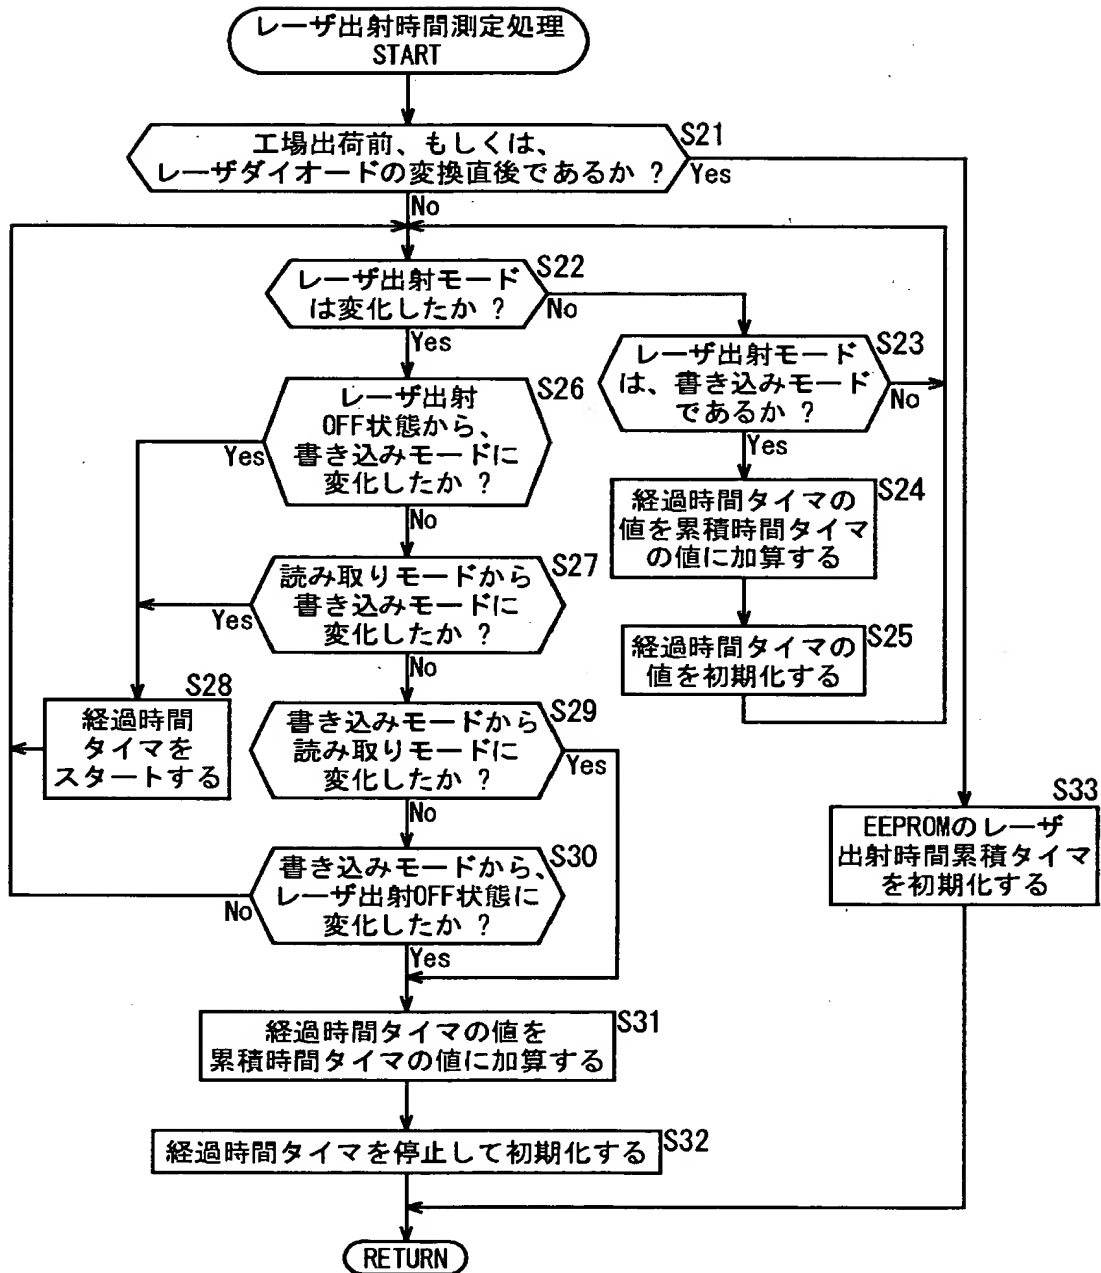 レーザ出射時間測定処理
START
工場出荷前、もしくは、
レーザダイオードの変換直後であるか ?
S21
Yes
No
レーザ出射モード
は変化したか ?
S22
No
Yes
レーザ出射モード
は、書き込みモード
であるか ?
S23
No
Yes
経過時間タイマの
値を累積時間タイマ
の値に加算する
S24
経過時間タイマの
値を初期化する
S25
レーザ出射
OFF状態から、
書き込みモードに
変化したか ?
S26
Yes
No
読み取りモードから
書き込みモードに
変化したか ?
S27
Yes
No
S28
経過時間
タイマを
スタートする
書き込みモードから
読み取りモードに
変化したか ?
S29
Yes
No
書き込みモードから、
レーザ出射OFF状態に
変化したか ?
S30
No
Yes
経過時間タイマの値を
累積時間タイマの値に加算する
S31
経過時間タイマを停止して初期化する
S32
S33
EEPROMのレーザ
出射時間累積タイマ
を初期化する
RETURN